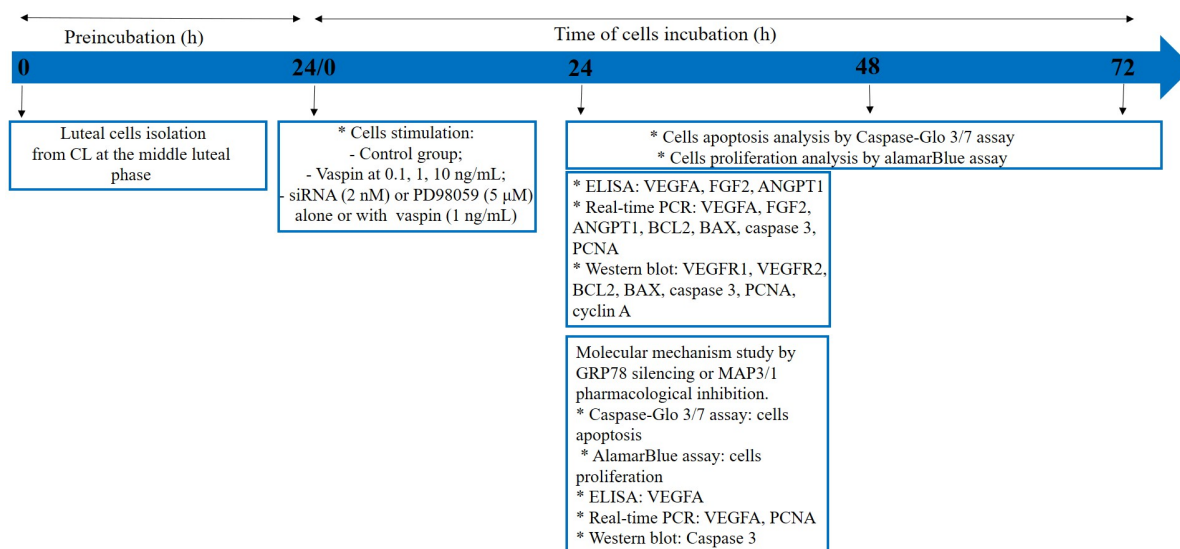 Preincubation (h)
Time of cells incubation (h)
0
24/0
24
48
72
Luteal cells isolation
from CL at the middle luteal
phase
* Cells stimulation:
- Control group;
- Vaspin at 0.1, 1, 10 ng/mL;
- siRNA (2 nM) or PD98059 (5 μM)
alone or with vaspin (1 ng/mL)
* Cells apoptosis analysis by Caspase-Glo 3/7 assay
* Cells proliferation analysis by alamarBlue assay
* ELISA: VEGFA, FGF2, ANGPT1
* Real-time PCR: VEGFA, FGF2,
ANGPT1, BCL2, BAX, caspase 3,
PCNA
* Western blot: VEGFR1, VEGFR2,
BCL2, BAX, caspase 3, PCNA,
cyclin A
Molecular mechanism study by
GRP78 silencing or MAP3/1
pharmacological inhibition.
* Caspase-Glo 3/7 assay: cells
apoptosis
* AlamarBlue assay: cells
proliferation
* ELISA: VEGFA
* Real-time PCR: VEGFA, PCNA
* Western blot: Caspase 3